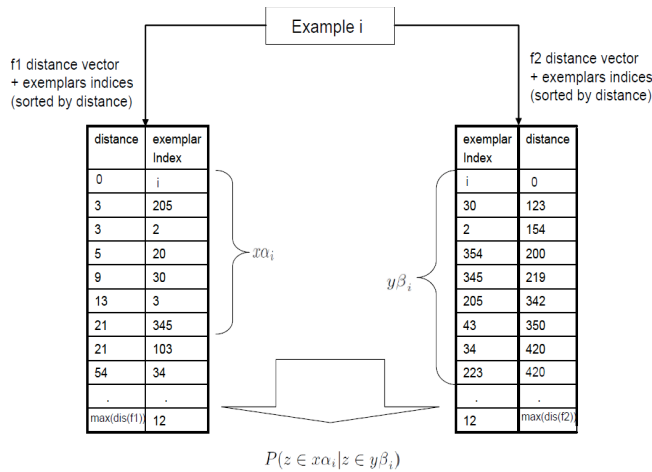 Example i
f1 distance vector
+ exemplars indices
(sorted by distance)
f2 distance vector
+ exemplars indices
(sorted by distance)
distance exemplar
Index
0 i
3 205
3 2
5 20
9 30
13 3
21 345
21 103
54 34
. .
max(dis(f1)) 12
xα_i
exemplar distance
Index
i 0
30 123
2 154
354 200
345 219
205 342
43 350
34 420
223 420
. .
12 max(dis(f2))
yβ_i
P(z ∈ xα_i|z ∈ yβ_i)